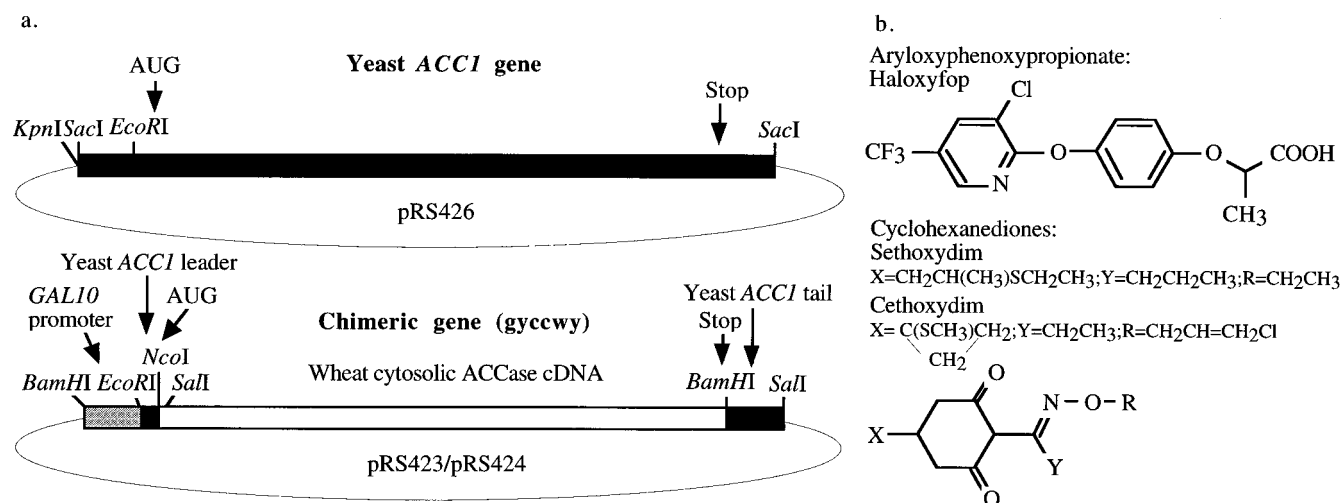 a.
AUG
Yeast ACC1 gene
Stop
KpnI SacI EcoRI
SacI
pRS426
Yeast ACC1 leader
GAL10
promoter
AUG
Chimeric gene (gyccwy)
Yeast ACC1 tail
Stop
NcoI
BamHI EcoRI SalI
Wheat cytosolic ACCase cDNA
BamHI SalI
pRS423/pRS424
b.
Aryloxyphenoxypropionate:
Haloxyfop
Cl
CF3
N
O
O
COOH
CH3
Cyclohexanediones:
Sethoxydim
X=CH2CH(CH3)SCH2CH3;Y=CH2CH2CH3;R=CH2CH3
Cethoxydim
X= C(SCH3)CH2;Y=CH2CH3;R=CH2CH=CH2Cl
CH2
O
N-O-R
X
Y
O